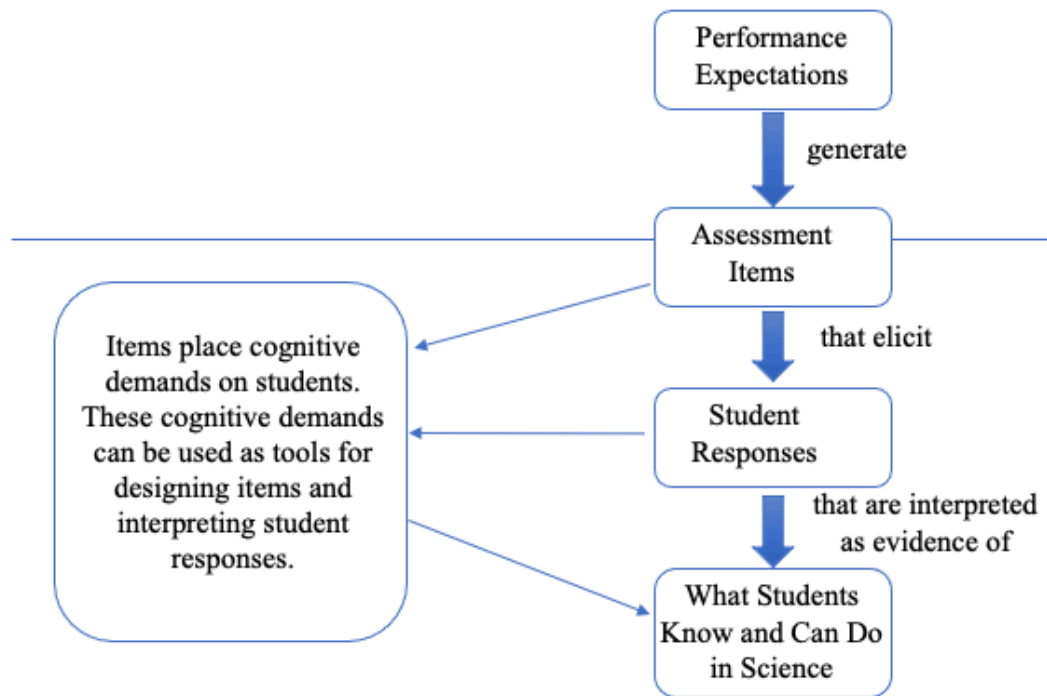 Performance
Expectations
generate
Assessment
Items
that elicit
Items place cognitive
demands on students.
These cognitive demands
can be used as tools for
designing items and
interpreting student
responses.
Student
Responses
that are interpreted
as evidence of
What Students
Know and Can Do
in Science